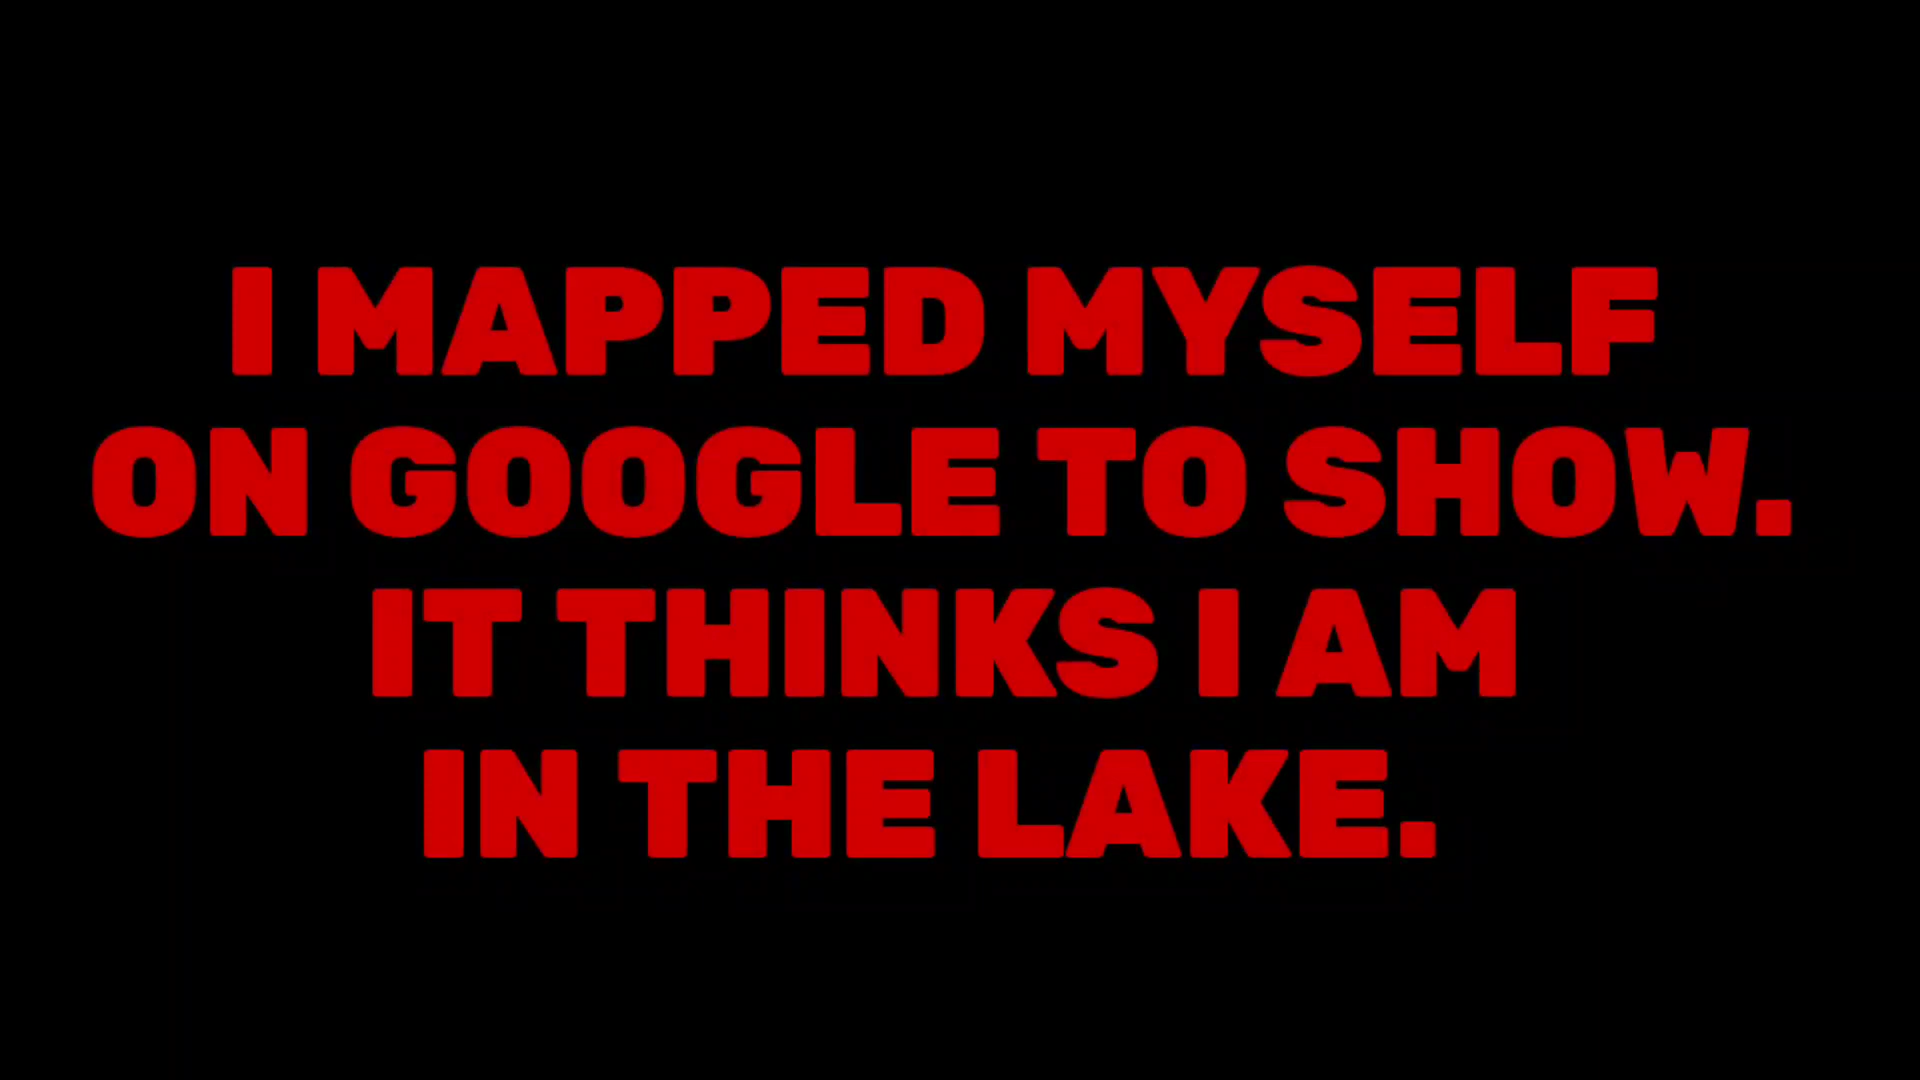 I MAPPED MYSELF
ON GOOGLE TO SHOW.
IT THINKS I AM
IN THE LAKE.